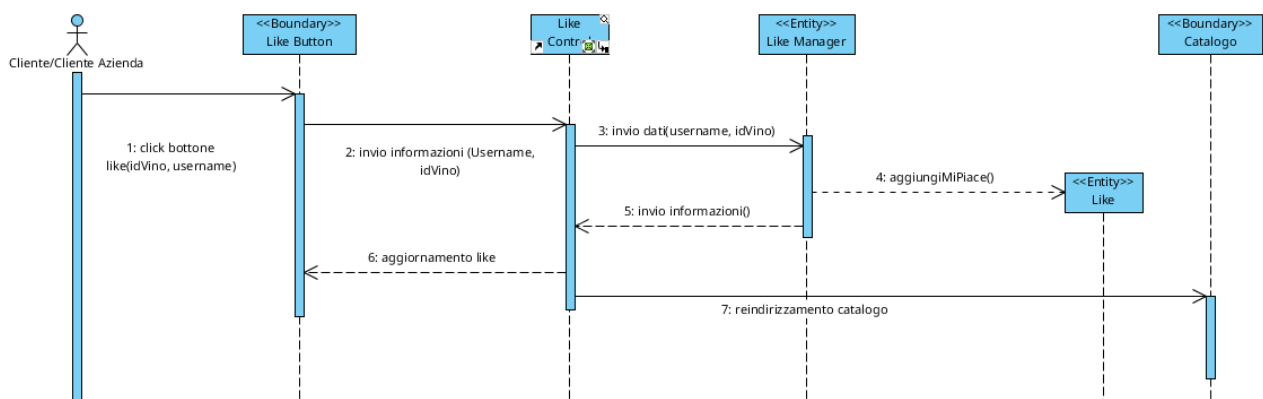 Cliente/Cliente Azienda
<<Boundary>>
Like Button
Like
<<Entity>>
Like Manager
<<Boundary>>
Catalogo
1: click bottone
like(idVino, username)
2: invio informazioni (Username,
idVino)
3: invio dati(username, idVino)
4: aggiungiMiPiace()
<<Entity>>
Like
5: invio informazioni()
6: aggiornamento like
7: reindirizzamento catalogo